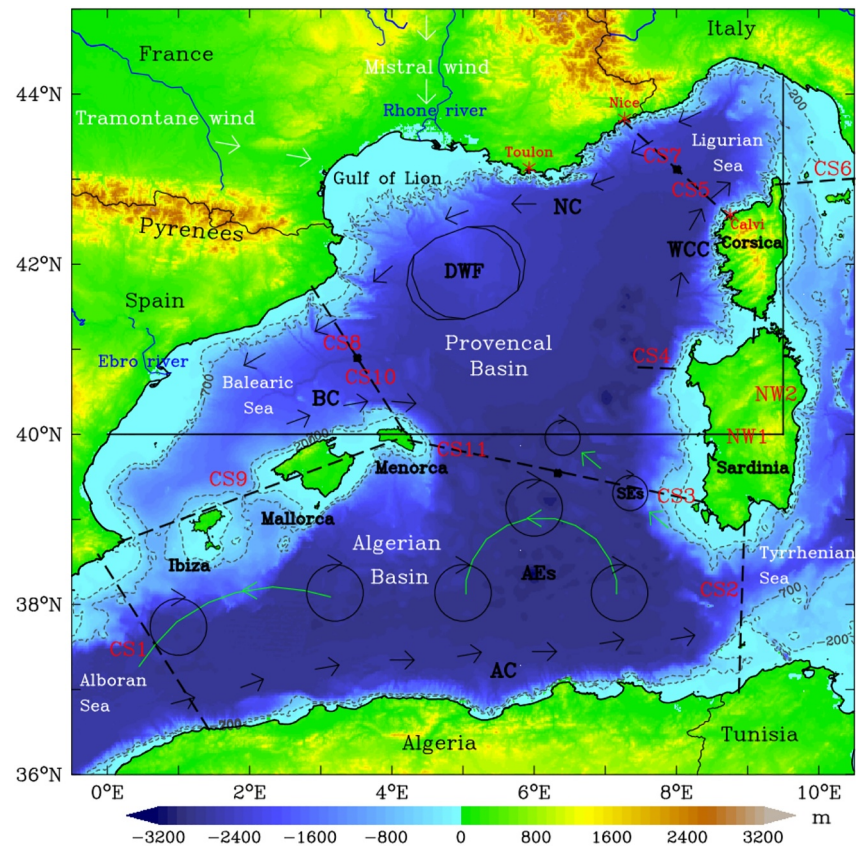 Italy
France
Mistral wind
200
44°N
Rhone river
Nice
Tramontane wind
Ligurian
Sea
Toulon
CS7
CS6
Gulf of Lion
CS5
NC
Calvi
Pyrenees
Corsica
WCC
42°N
DWF
Spain
CS8
Provencal
Basin
CS4
Ebro river
CS10
700
Balearic
Sea
BC
NW2
40°N
NW1
CS11
Menorca
Sardinia
CS9
SEs
CS3
Mallorca
Algerian
Basin
Tyrrhenian
Sea
Ibiza
AEs
CS2
700
38°N
CS1
200
AC
Alboran
Sea
700
Algeria
Tunisia
36°N
0°E
2°E
4°E
6°E
8°E
10°E
−3200
−2400
−1600
−800
0
800
1600
2400
3200
m